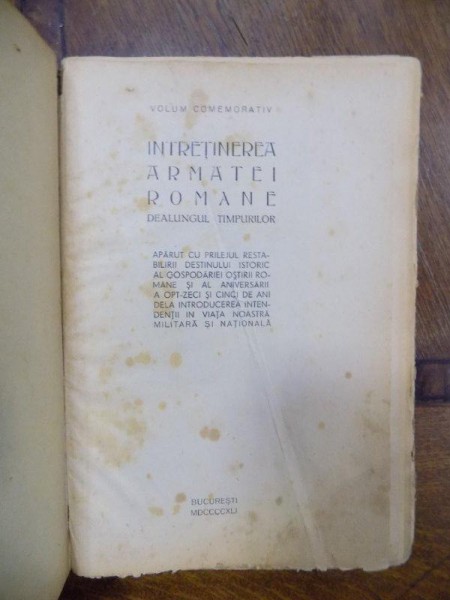 VOLUM COMEMORATIV
INTREȚINEREA
ARMATEI
ROMANE
DEALUNGUL TIMPURILOR
APĂRUT CU PRILEJUL RESTA-
BILIRII DESTINULUI ISTORIC
AL GOSPODĂRIEI OȘTIRII RO-
MANE ȘI AL ANIVERSĂRII
A OPT-ZECI ȘI CINCI DE ANI
DELA INTRODUCEREA INTEN-
DENȚII IN VIAȚA NOASTRA
MILITARĂ ȘI NAȚIONALĂ
BUCUREȘTI
MDCCCCXLI